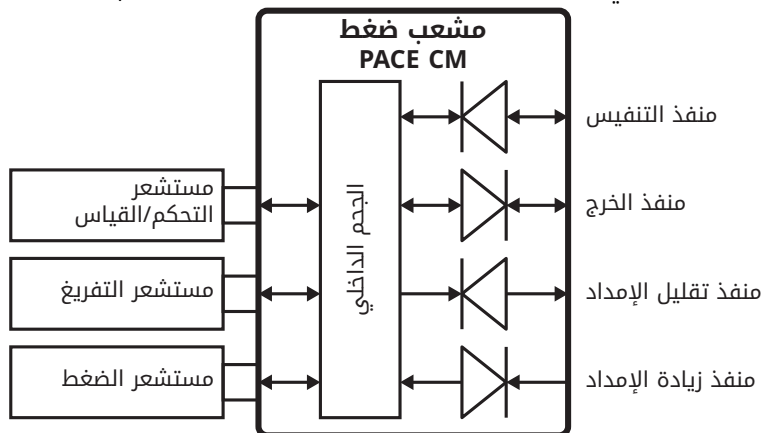 مشعب ضغط
PACE CM
منفذ التنفيس
منفذ الخرج
منفذ تقليل الإمداد
منفذ زيادة الإمداد
الحجم الداخلي
مستشعر
التحكم/القياس
مستشعر التفريغ
مستشعر الضغط